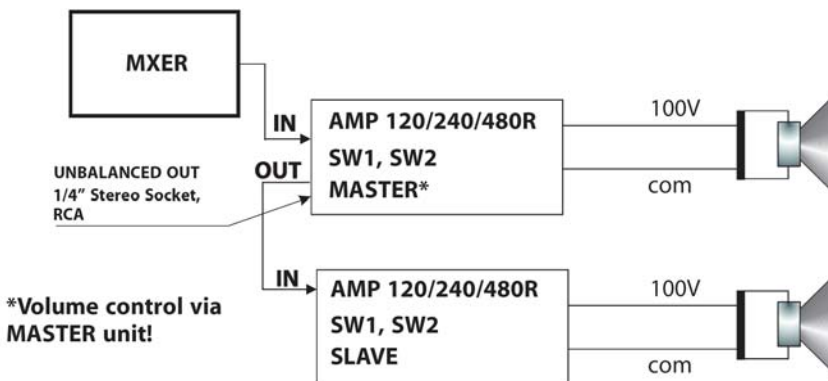 MXER
IN
AMP 120/240/480R
100V
SW1, SW2
OUT
UNBALANCED OUT
1/4” Stereo Socket,
RCA
MASTER*
com
IN
AMP 120/240/480R
100V
*Volume control via
MASTER unit!
SW1, SW2
SLAVE
com